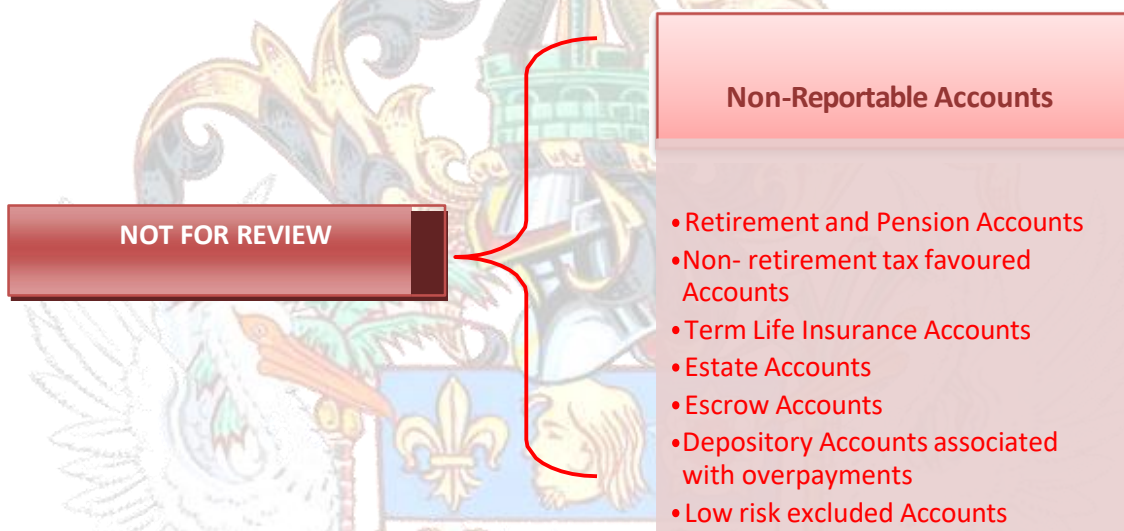 Non-Reportable Accounts
NOT FOR REVIEW
•Retirement and Pension Accounts
•Non- retirement tax favoured
Accounts
•Term Life Insurance Accounts
•Estate Accounts
•Escrow Accounts
•Depository Accounts associated
with overpayments
•Low risk excluded Accounts